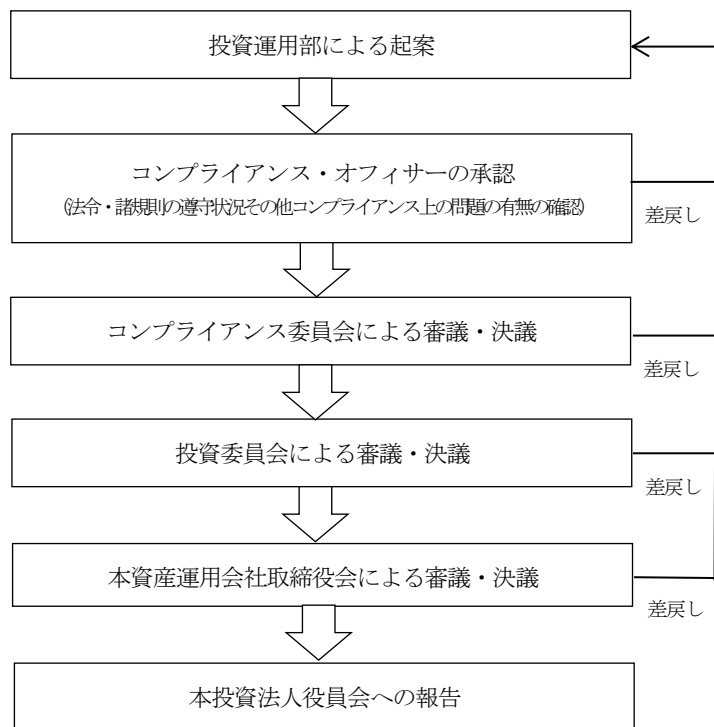 投資運用部による起案
コンプライアンス・オフィサーの承認
(法令・諸規則の遵守状況その他コンプライアンス上の問題の有無の確認)
差戻し
コンプライアンス委員会による審議・決議
差戻し
投資委員会による審議・決議
差戻し
本資産運用会社取締役会による審議・決議
差戻し
本投資法人役員会への報告